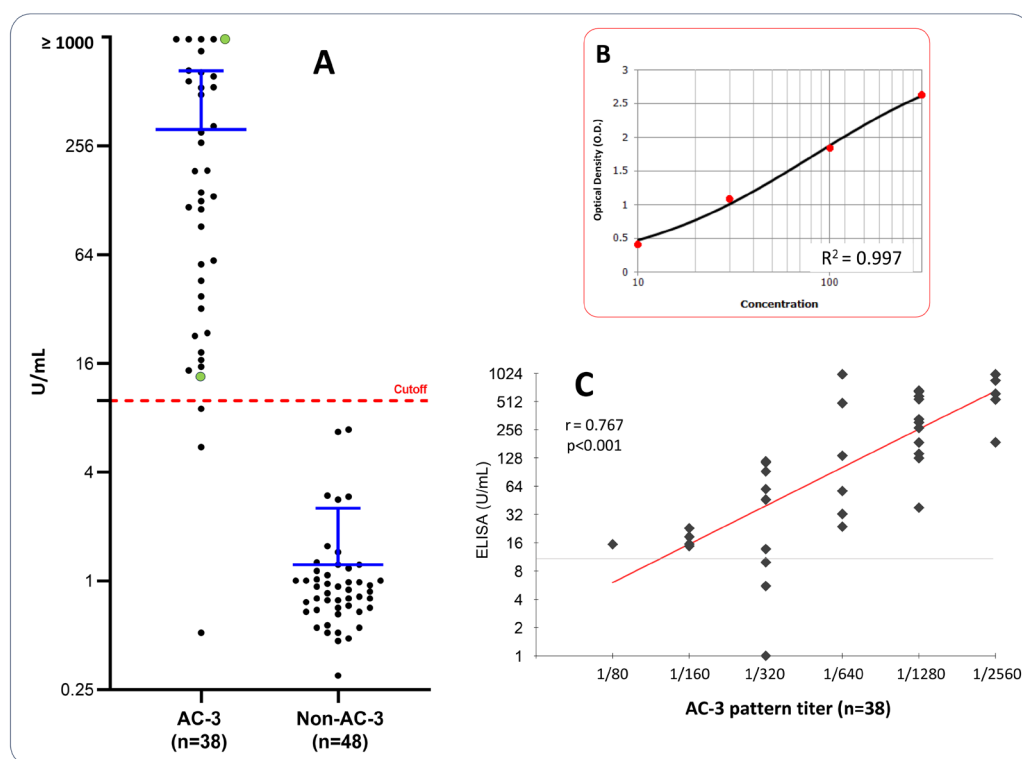 A
≥ 1000
256
64
16
4
1
0.25
U/mL
Cutoff
AC-3
(n=38)
Non-AC-3
(n=48)
B
3
2.5
2
1.5
1
0.5
0
Optical Density (O.D.)
10
100
R² = 0.997
Concentration
C
r = 0.767
p<0.001
1024
512
256
128
64
32
16
8
4
2
1
ELISA (U/mL)
1/80 1/160 1/320 1/640 1/1280 1/2560
AC-3 pattern titer (n=38)